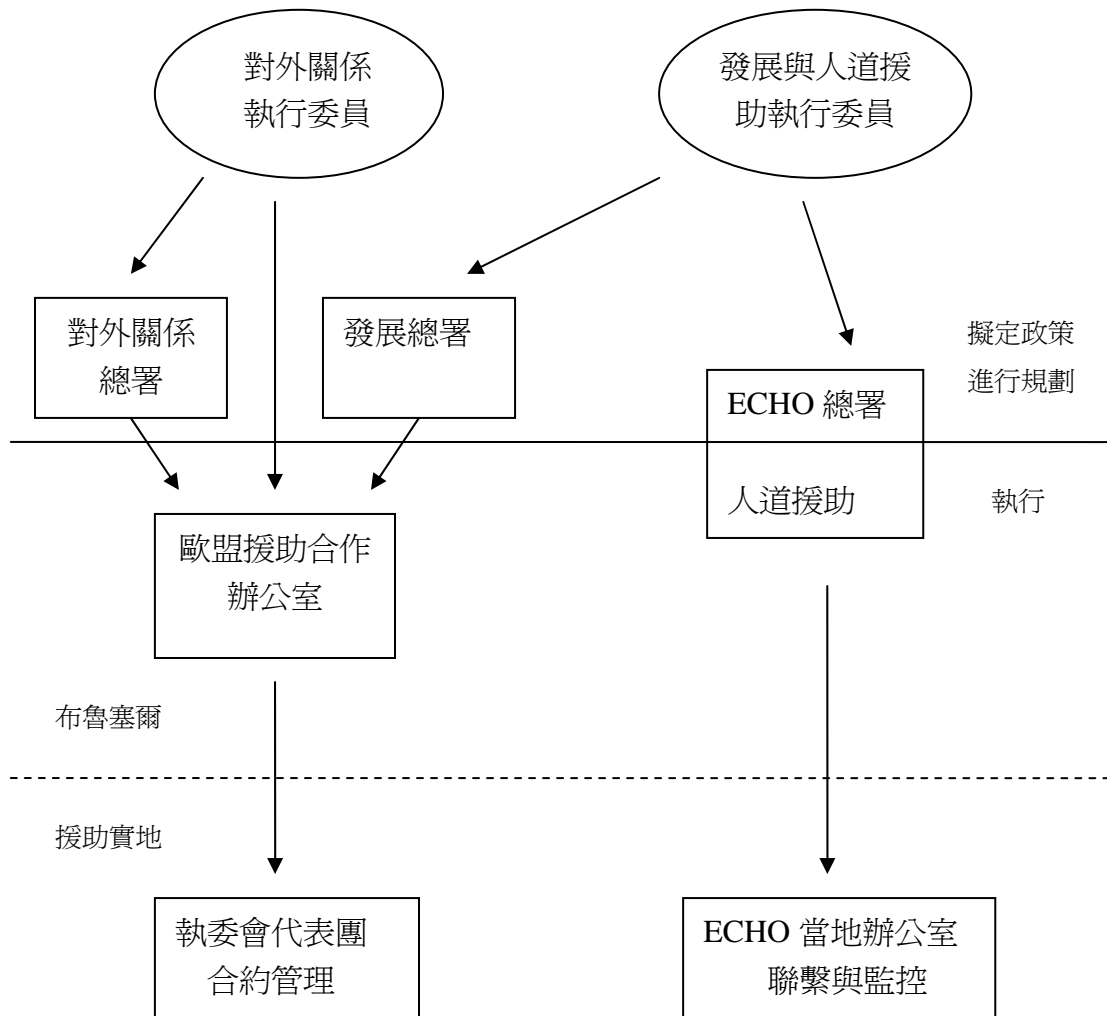 對外關係
執行委員
發展與人道援
助執行委員
對外關係
總署
發展總署
擬定政策
進行規劃
ECHO 總署
人道援助
執行
歐盟援助合作
辦公室
布魯塞爾
援助實地
執委會代表團
合約管理
ECHO 當地辦公室
聯繫與監控